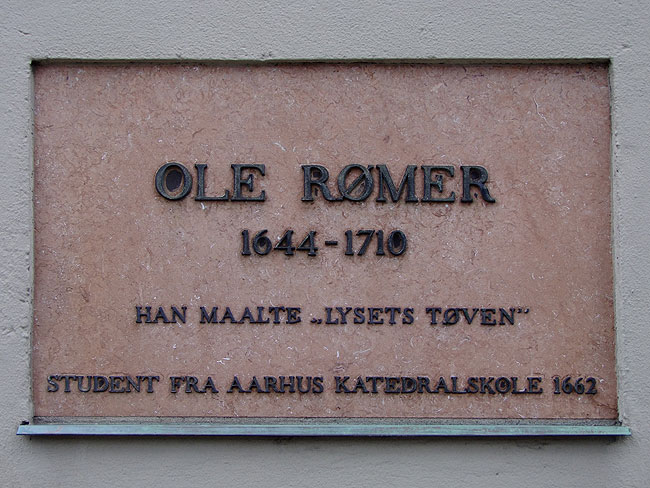 OLE RØMER
1644-1710
HAN MAALTE „LYSETS TØVEN”
STUDENT FRA AARHUS KATEDRALSKOLE 1662